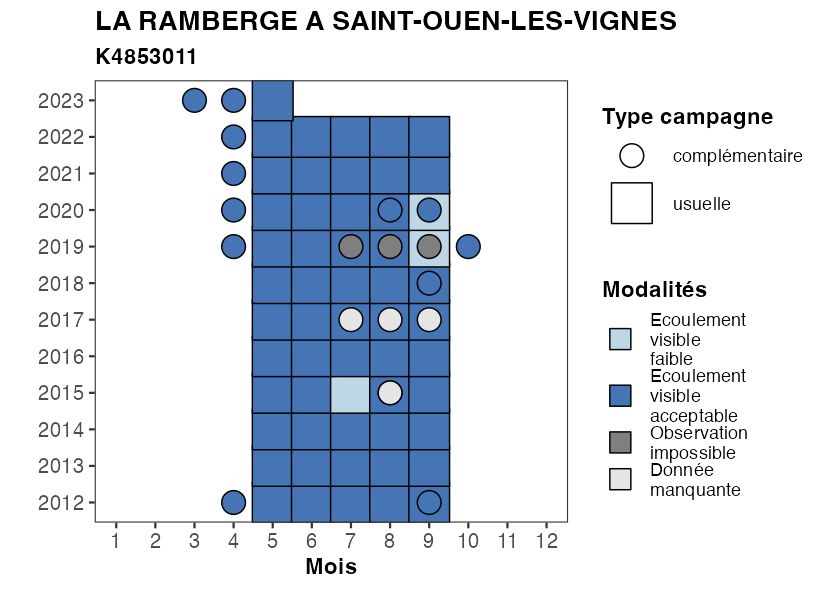 LA RAMBERGE A SAINT-OUEN-LES-VIGNES
K4853011
2023
2022
2021
2020
2019
2018
2017
2016
2015
2014
2013
2012
1 2 3 4 5 6 7 8 9 10 11 12
Mois
Type campagne
complémentaire
usuelle
Modalités
Ecoulement
visible
faible
Ecoulement
visible
acceptable
Observation
impossible
Donnée
manquante